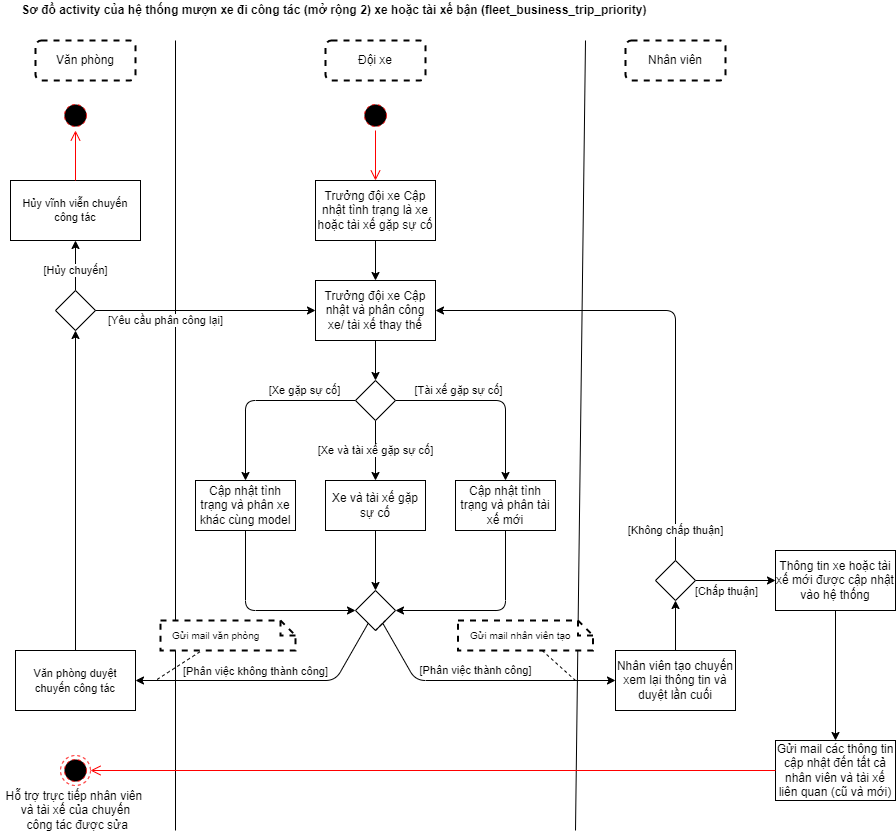 Sơ đồ activity của hệ thống mượn xe đi công tác (mở rộng 2) xe hoặc tài xế bận (fleet_business_trip_priority)
Văn phòng
Đội xe
Nhân viên
Hủy vĩnh viễn chuyến
công tác
Trưởng đội xe Cập
nhật tình trạng là xe
hoặc tài xế gặp sự cố
[Hủy chuyến]
Trưởng đội xe Cập
nhật và phân công
xe/ tài xế thay thế
[Yêu cầu phân công lại]
[Xe gặp sự cố]
[Tài xế gặp sự cố]
[Xe và tài xế gặp sự cố]
Cập nhật tình
trạng và phân xe
khác cùng model
Xe và tài xế gặp
sự cố
Cập nhật tình
trạng và phân tài
xế mới
[Không chấp thuận]
[Chấp thuận]
Thông tin xe hoặc tài
xế mới được cập nhật
vào hệ thống
Gửi mail văn phòng
Gửi mail nhân viên tạo
Văn phòng duyệt
chuyến công tác
[Phân việc không thành công]
[Phân việc thành công]
Nhân viên tạo chuyến
xem lại thông tin và
duyệt lần cuối
Gửi mail các thông tin
cập nhật đến tất cả
nhân viên và tài xế
liên quan (cũ và mới)
Hỗ trợ trực tiếp nhân viên
và tài xế của chuyến
công tác được sửa